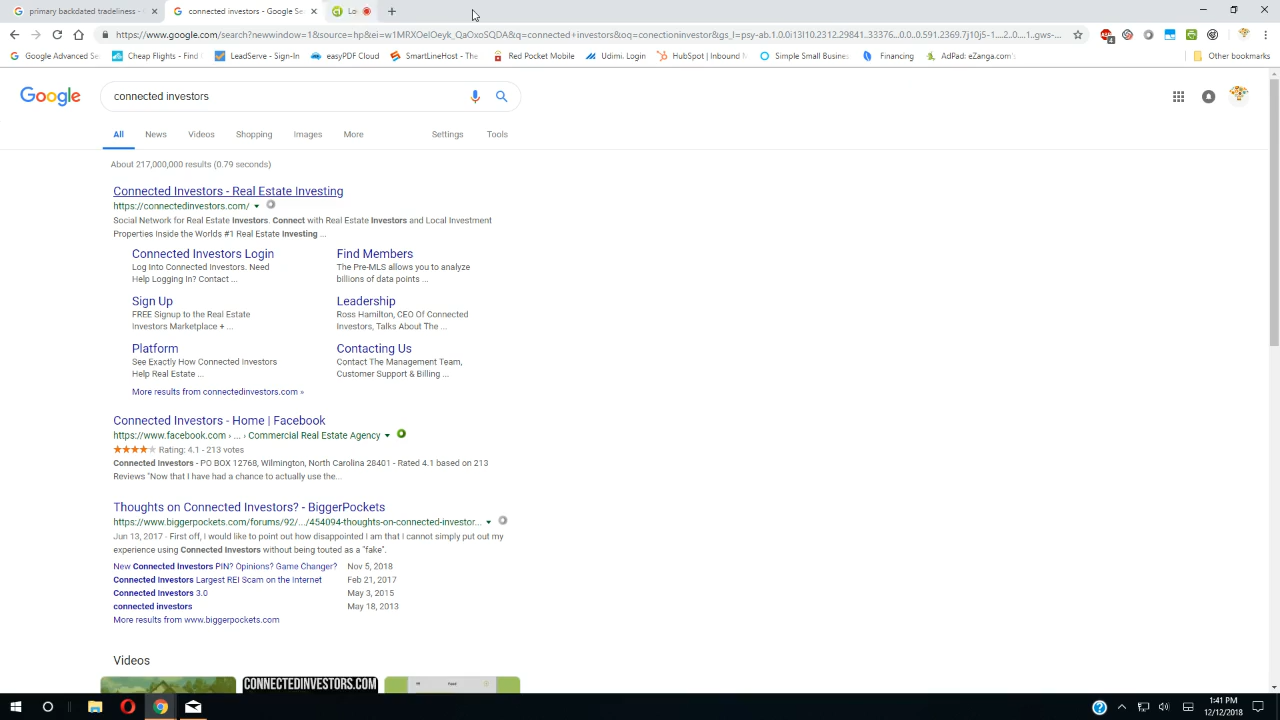 primary backdated tradelines -
connected investors - Google Se
Lo
https://www.google.com/search?newwindow=1&source=hp&ei=w1MRXOeIOeyk_QaIkoSQDA&q=connected+investors&oq=conectioninvestor&gs_l=psy-ab.1.0.0i13l10.2312.29841..33376...0.0..0.591.2369.7j10j5-1...2..0...1..gws-...
4
Google Advanced Se
Cheap Flights - Find
LeadServe - Sign-In
easyPDF Cloud
SmartLineHost - The
Red Pocket Mobile
Udimi. Login
HubSpot | Inbound
Simple Small Busines
Financing
AdPad: eZanga.com's
Other bookmarks
Google
connected investors
All
News
Videos
Shopping
Images
More
Settings
Tools
About 217,000,000 results (0.79 seconds)
Connected Investors - Real Estate Investing
https://connectedinvestors.com/
Social Network for Real Estate Investors. Connect with Real Estate Investors and Local Investment
Properties Inside the Worlds #1 Real Estate Investing ...
Connected Investors Login
Log Into Connected Investors. Need
Help Logging In? Contact ...
Find Members
The Pre-MLS allows you to analyze
billions of data points ...
Sign Up
FREE Signup to the Real Estate
Investors Marketplace + ...
Leadership
Ross Hamilton, CEO Of Connected
Investors, Talks About The ...
Platform
See Exactly How Connected Investors
Help Real Estate ...
Contacting Us
Contact The Management Team,
Customer Support & Billing ...
More results from connectedinvestors.com »
Connected Investors - Home | Facebook
https://www.facebook.com › ... › Commercial Real Estate Agency
Rating: 4.1 - 213 votes
Connected Investors - PO BOX 12768, Wilmington, North Carolina 28401 - Rated 4.1 based on 213
Reviews "Now that I have had a chance to actually use the...
Thoughts on Connected Investors? - BiggerPockets
https://www.biggerpockets.com/forums/92/.../454094-thoughts-on-connected-investor...
Jun 13, 2017 - First off, I would like to point out how disappointed I am that I cannot simply put out my
experience using Connected Investors without being touted as a "fake".
New Connected Investors PIN? Opinions? Game Changer? Nov 5, 2018
Connected Investors Largest REI Scam on the Internet Feb 21, 2017
Connected Investors 3.0 May 3, 2015
connected investors May 18, 2013
More results from www.biggerpockets.com
Videos
CONNECTEDINVESTORS.COM
1:41 PM
12/12/2018